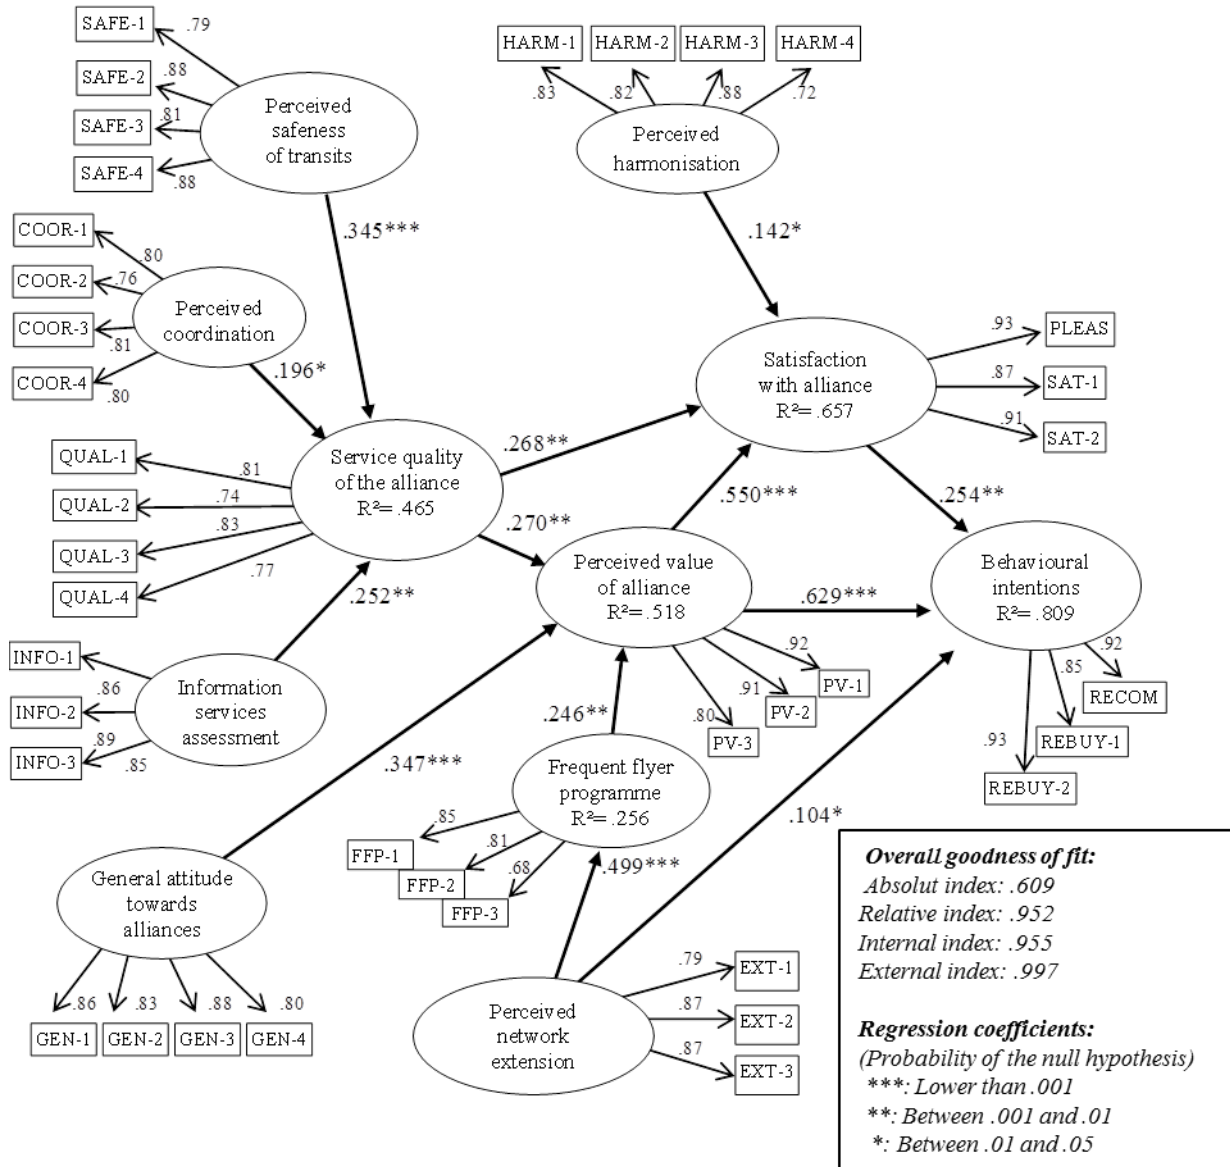 SAFE-1
.79
SAFE-2
.88
SAFE-3
.81
SAFE-4
.88
Perceived
safeness
of transits
HARM-1
HARM-2
HARM-3
HARM-4
.83
.82
.88
.72
Perceived
harmonisation
.345***
.142*
COOR-1
.80
COOR-2
.76
COOR-3
.81
COOR-4
.80
Perceived
coordination
.196*
Satisfaction
with alliance
R²= .657
.93
PLEAS
.87
SAT-1
.91
SAT-2
QUAL-1
.81
QUAL-2
.74
QUAL-3
.83
QUAL-4
.77
Service quality
of the alliance
R²= .465
.268**
.270**
.550***
.254**
.252**
Perceived value
of alliance
R²= .518
.629***
Behavioural
intentions
R²= .809
.92
PV-1
.91
PV-2
.80
PV-3
.92
RECOM
.85
REBUY-1
.93
REBUY-2
INFO-1
.86
INFO-2
.89
INFO-3
.85
Information
services
assessment
.347***
.246**
Frequent flyer
programme
R²= .256
.85
FFP-1
.81
FFP-2
.68
FFP-3
.499***
.104*
General attitude
towards
alliances
.86
.83
.88
.80
GEN-1
GEN-2
GEN-3
GEN-4
Perceived
network
extension
.79
EXT-1
.87
EXT-2
.87
EXT-3
Overall goodness of fit:
Absolut index: .609
Relative index: .952
Internal index: .955
External index: .997
Regression coefficients:
(Probability of the null hypothesis)
***: Lower than .001
**: Between .001 and .01
*: Between .01 and .05